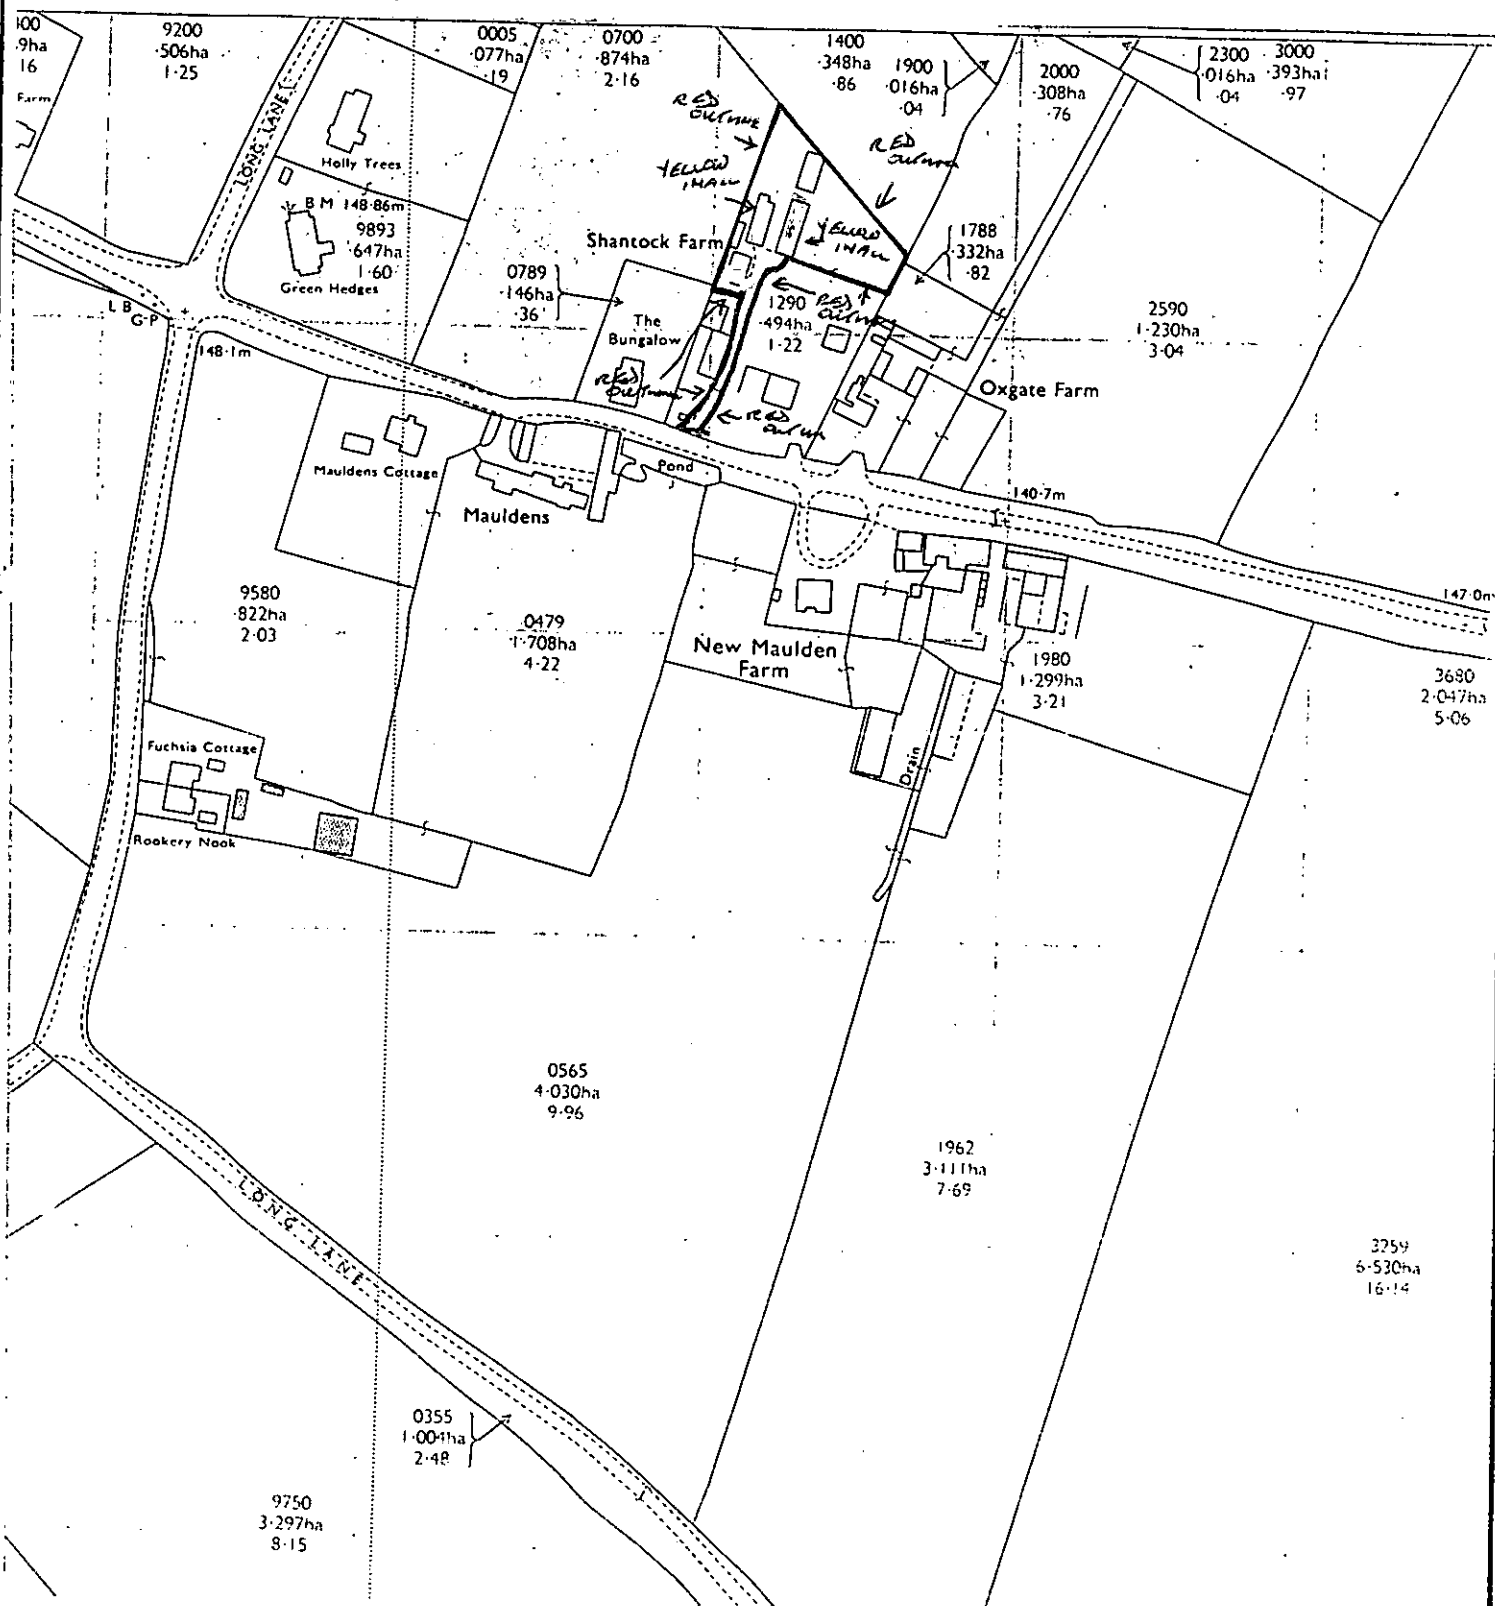 9200
·506ha
1·25
0005
·077ha
·19
0700
·874ha
2·16
1400
·348ha
·86
1900
·016ha
·04
2000
·308ha
·76
2300
·016ha
·04
3000
·393ha
·97
·9ha
16
Farm
LONG LANE
Holly Trees
RED
OUTLINE
RED
YELLOW
B M 148·86m
9893
·647ha
1·60
Green Hedges
Shantock Farm
YELLOW
1788
·332ha
·82
0789
·146ha
·36
The
Bungalow
1290
·494ha
1·22
RED
2590
1·230ha
3·04
L B
G P
148·1m
RED
RED
Oxgate Farm
Mauldens Cottage
Mauldens
Pond
140·7m
147·0m
9580
·822ha
2·03
0479
1·708ha
4·22
New Maulden
Farm
1980
1·299ha
3·21
3680
2·047ha
5·06
Fuchsia Cottage
Drain
Rookery Nook
0565
4·030ha
9·96
1962
3·111ha
7·69
LONG LANE
3259
6·530ha
16·14
0355
1·004ha
2·48
9750
3·297ha
8·15